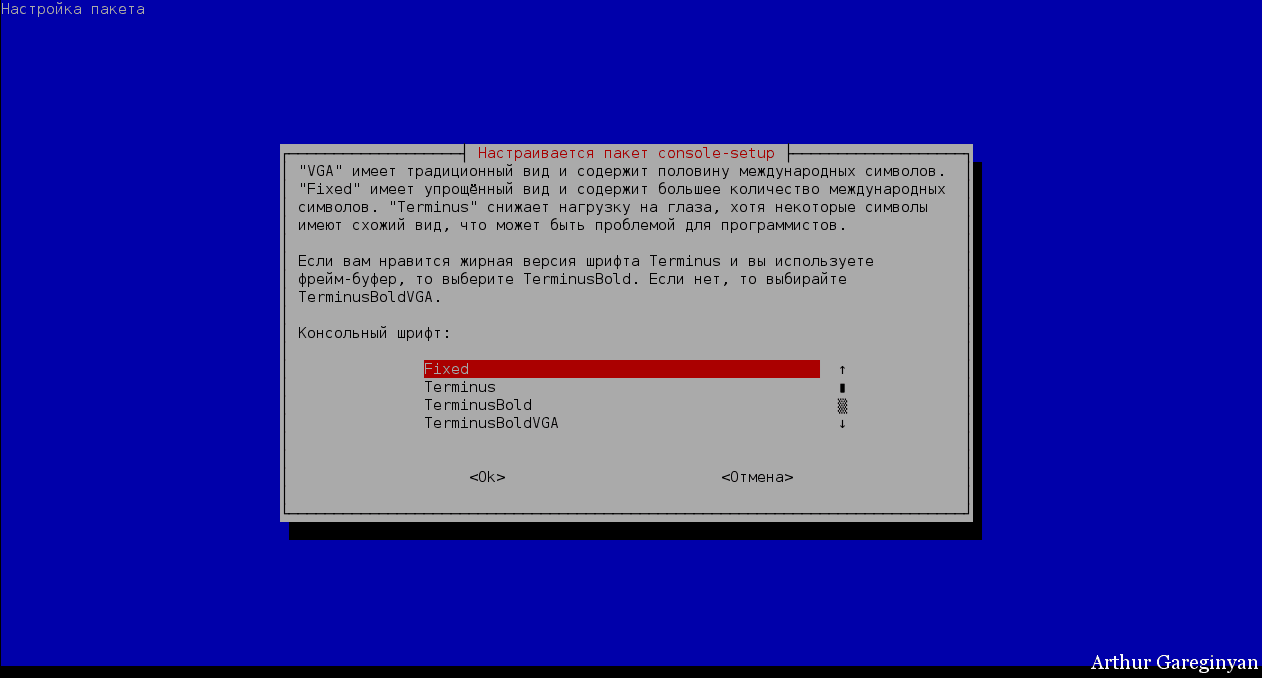 Настройка пакета
Настраивается пакет console-setup
"VGA" имеет традиционный вид и содержит половину международных символов.
"Fixed" имеет упрощённый вид и содержит большее количество международных
символов. "Terminus" снижает нагрузку на глаза, хотя некоторые символы
имеют схожий вид, что может быть проблемой для программистов.
Если вам нравится жирная версия шрифта Terminus и вы используете
фрейм-буфер, то выберите TerminusBold. Если нет, то выбирайте
TerminusBoldVGA.
Консольный шрифт:
Fixed ↑
Terminus
TerminusBold
TerminusBoldVGA ↓
<Ok> <Отмена>
Arthur Gareginyan